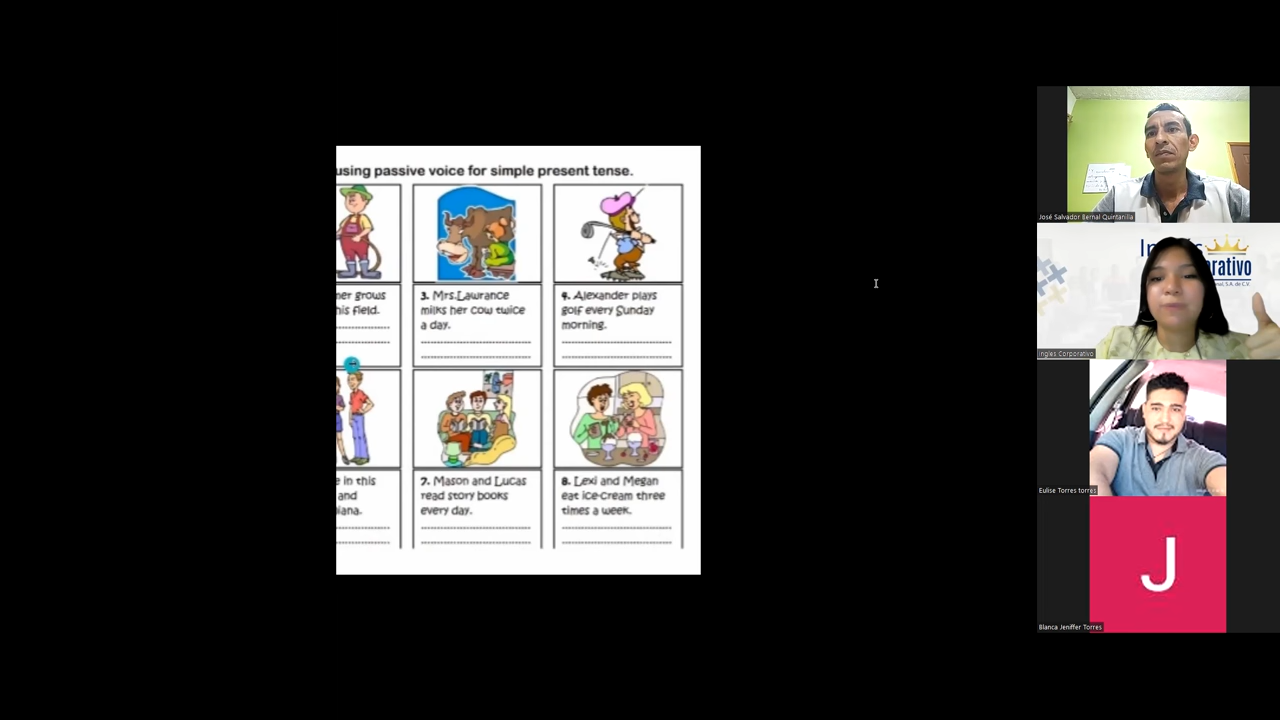 using passive voice for simple present tense.
grows
his field.
3. Mrs.Lawrance
milks her cow twice
a day.
4. Alexander plays
golf every Sunday
morning.
in this
and
7. Mason and Lucas
read story books
every day.
8. Lexi and Megan
eat ice-cream three
times a week.
José Salvador Bernal Quintanilla
Ingles Corporativo
Eulise Torres torres
J
Blanca Jeniffer Torres